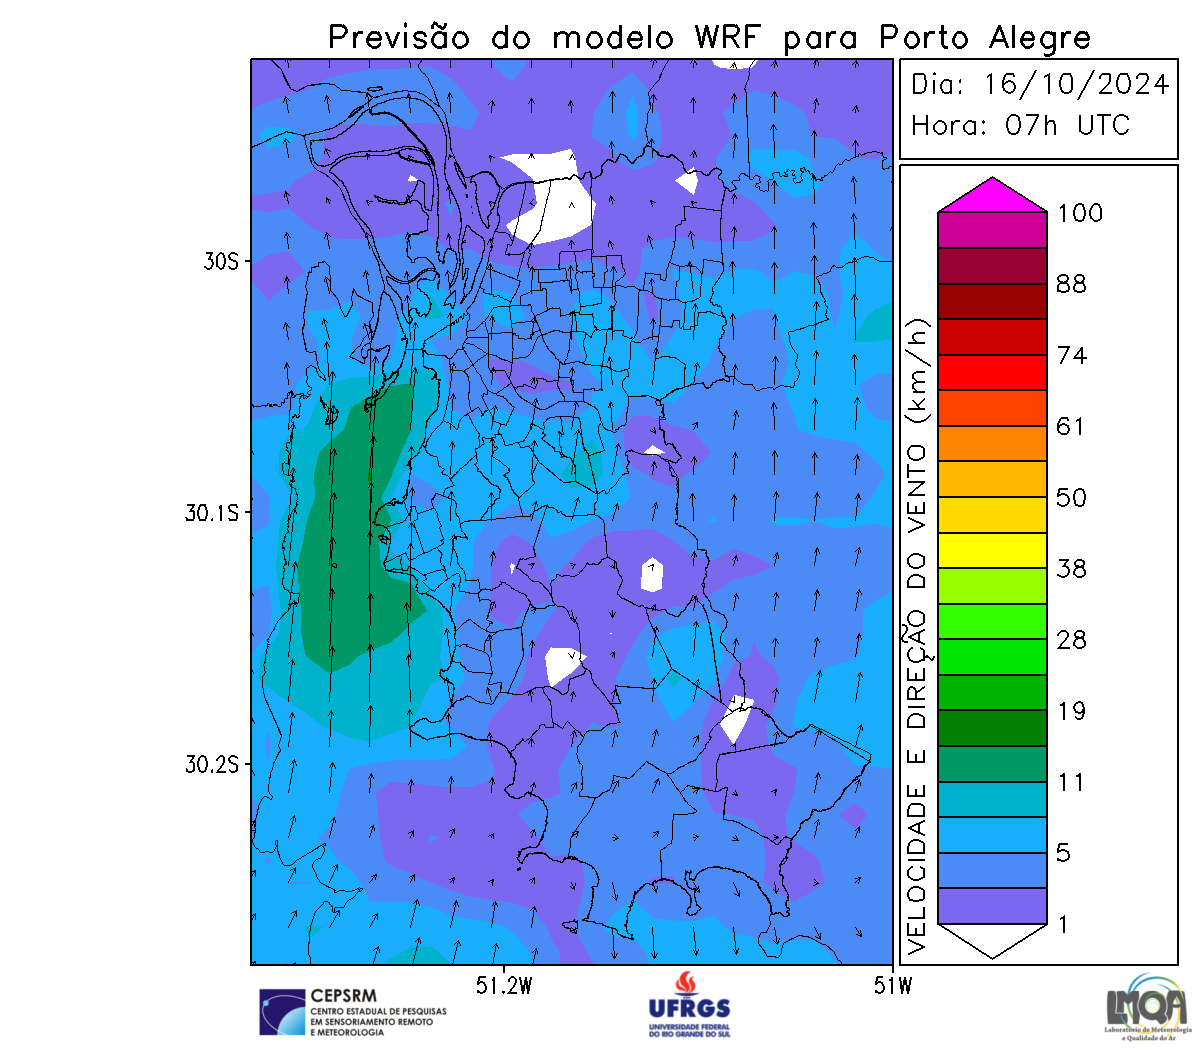 Previsão do modelo WRF para Porto Alegre
Dia: 16/10/2024
Hora: 07h UTC
30S
30.1S
30.2S
51.2W
51W
VELOCIDADE E DIREÇÃO DO VENTO (km/h)
100
88
74
61
50
38
28
19
11
5
1
CEPSRM
CENTRO ESTADUAL DE PESQUISAS
EM SENSORIAMENTO REMOTO
E METEOROLOGIA
UFRGS
UNIVERSIDADE FEDERAL
DO RIO GRANDE DO SUL
LMQA
Laboratório de Meteorologia
e Qualidade do Ar